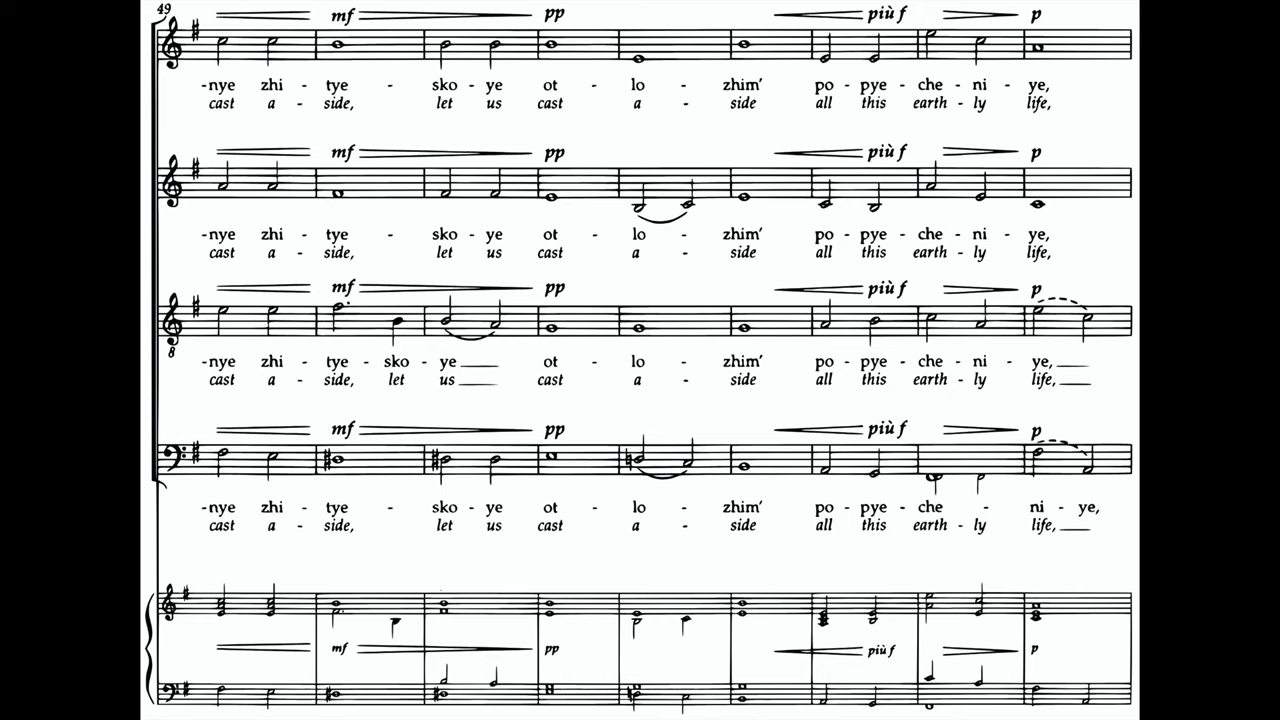 49
mf pp più f p
-nye zhi - tye - sko - ye ot - lo - zhim’ po - pye - che - ni - ye,
cast a - side, let us cast a - side all this earth - ly life,
mf pp più f p
-nye zhi - tye - sko - ye ot - lo - zhim’ po - pye - che - ni - ye,
cast a - side, let us cast a - side all this earth - ly life,
mf pp più f p
8
-nye zhi - tye - sko - ye ot - lo - zhim’ po - pye - che - ni - ye,
cast a - side, let us cast a - side all this earth - ly life,
mf pp più f p
-nye zhi - tye - sko - ye ot - lo - zhim’ po - pye - che - ni - ye,
cast a - side, let us cast a - side all this earth - ly life,
mf pp più f p